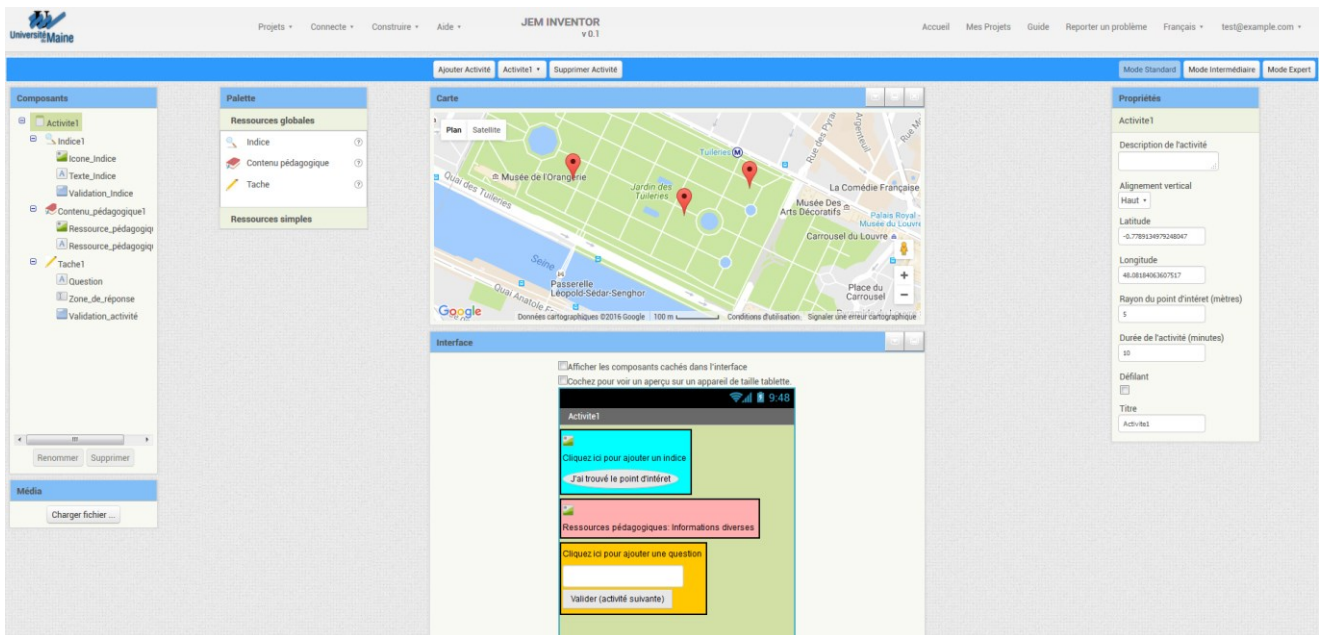 Université du Maine
Projets
Connecte
Construire
Aide
JEM INVENTOR
v 0.1
Accueil
Mes Projets
Guide
Reporter un problème
Français
test@example.com
Ajouter Activité
Activite1
Supprimer Activité
Mode Standard
Mode Intermédiaire
Mode Expert
Composants
Activite1
Indice1
Icone_Indice
Texte_Indice
Validation_Indice
Contenu_pédagogique1
Ressource_pédagogiqu
Ressource_pédagogiqu
Tache1
Question
Zone_de_réponse
Validation_activité
Renommer
Supprimer
Média
Charger fichier ...
Palette
Ressources globales
Indice
Contenu pédagogique
Tache
Ressources simples
Carte
Plan
Satellite
Tuileries
Rue des Pyra
Argenteuil
Rue M
Musée de l'Orangerie
Quai des Tuileries
Jardin des
Tuileries
La Comédie Française
Musée Des
Arts Décoratifs
Palais Royal -
Musée du Louvre
Carrousel du Louvre
Seine
Passerelle
Léopold-Sédar-Senghor
Quai Anatole F
Place du
Carrousel
Google
Données cartographiques ©2016 Google
100 m
Conditions d'utilisation
Signaler une erreur cartographique
Interface
Afficher les composants cachés dans l'interface
Cochez pour voir un aperçu sur un appareil de taille tablette.
9:48
Activite1
Cliquez ici pour ajouter un indice
J'ai trouvé le point d'intéret
Ressources pédagogiques: Informations diverses
Cliquez ici pour ajouter une question
Valider (activité suivante)
Propriétés
Activite1
Description de l'activité
Alignement vertical
Haut
Latitude
-0.7789134979248047
Longitude
48.08184063607517
Rayon du point d'intéret (mètres)
5
Durée de l'activité (minutes)
10
Défilant
Titre
Activite1